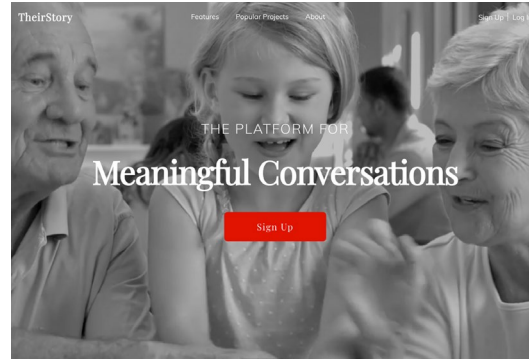 TheirStory
Features Popular Projects About
Sign Up | Log
THE PLATFORM FOR
Meaningful Conversations
Sign Up